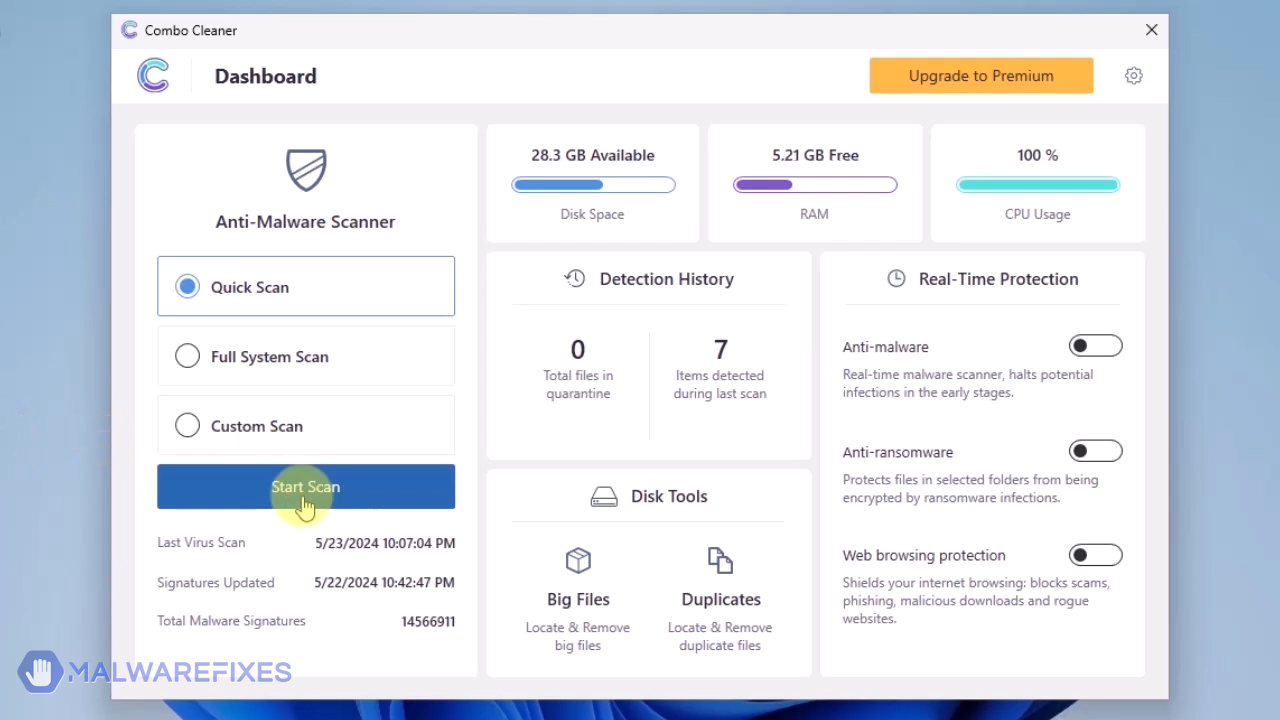 Combo Cleaner
Dashboard
Upgrade to Premium
Anti-Malware Scanner
Quick Scan
Full System Scan
Custom Scan
Start Scan
Last Virus Scan 5/23/2024 10:07:04 PM
Signatures Updated 5/22/2024 10:42:47 PM
Total Malware Signatures 14566911
28.3 GB Available
Disk Space
5.21 GB Free
RAM
100 %
CPU Usage
Detection History
0
Total files in
quarantine
7
Items detected
during last scan
Disk Tools
Big Files
Locate & Remove
big files
Duplicates
Locate & Remove
duplicate files
Real-Time Protection
Anti-malware
Real-time malware scanner, halts potential
infections in the early stages.
Anti-ransomware
Protects files in selected folders from being
encrypted by ransomware infections.
Web browsing protection
Shields your internet browsing: blocks scams,
phishing, malicious downloads and rogue
websites.
MALWAREFIXES